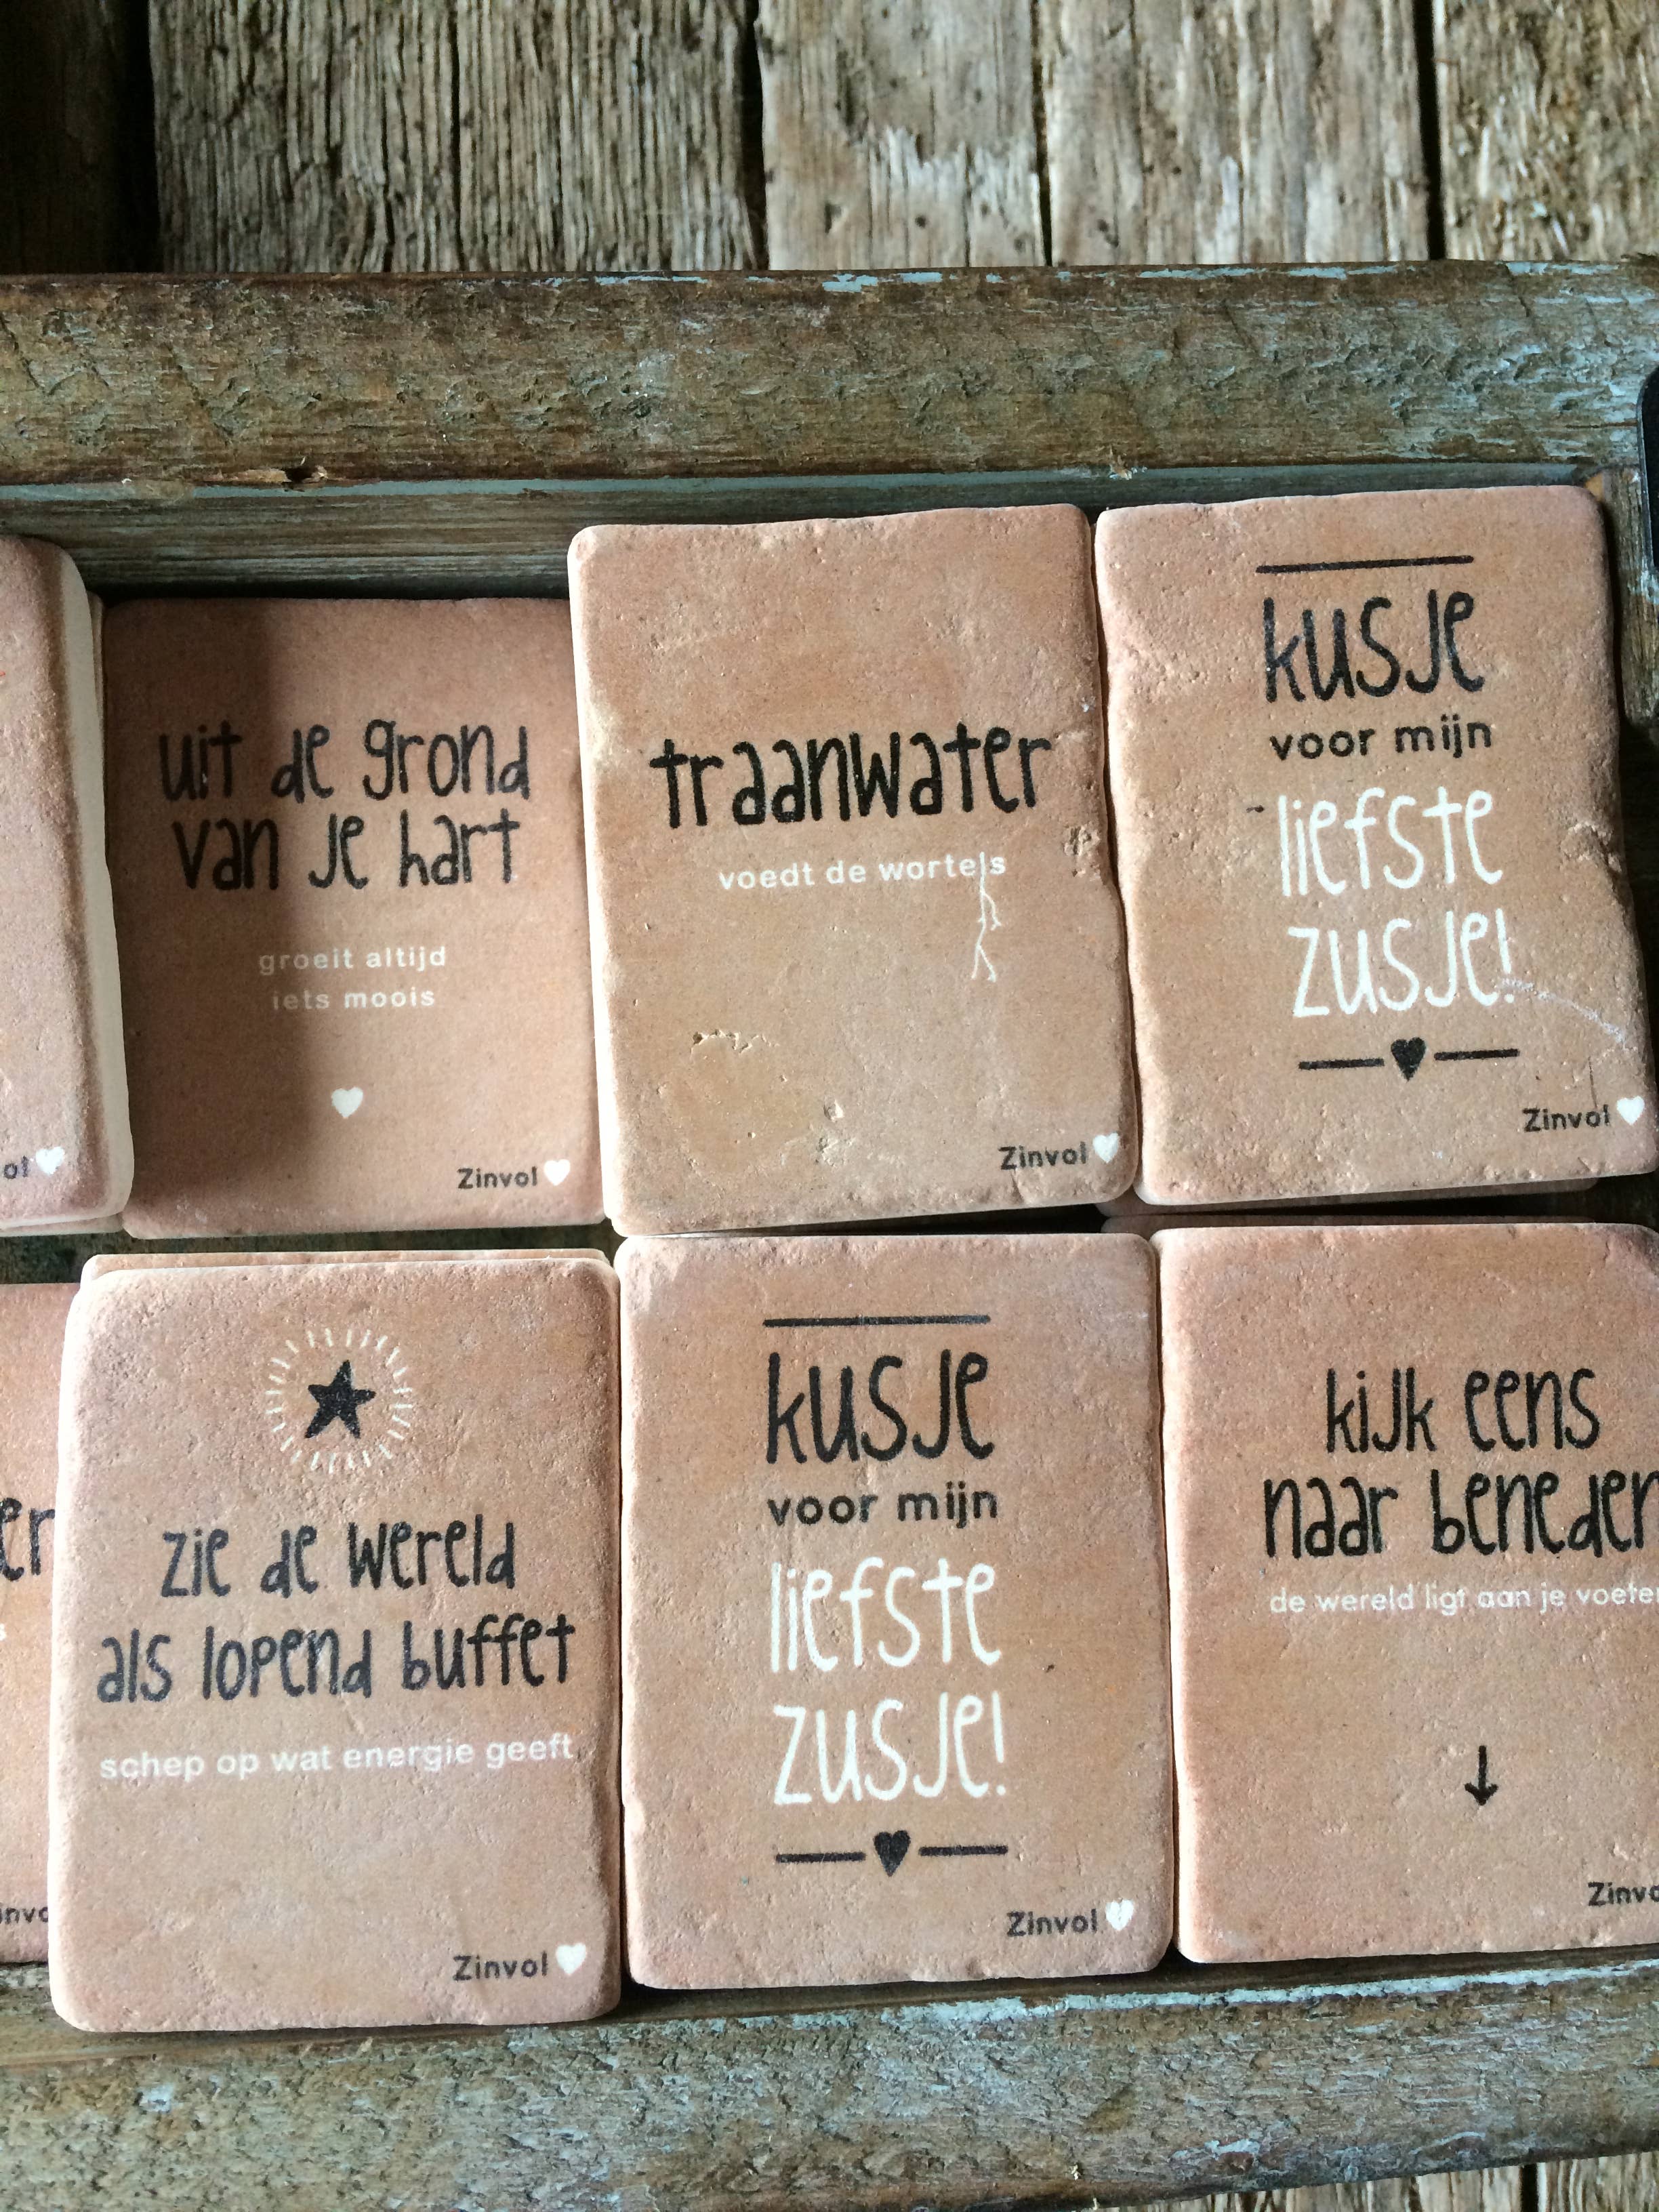 uit de grond
van je hart
groeit altijd
iets moois
Zinvol
traanwater
voedt de wortels
Zinvol
kusje
voor mijn
liefste
zusje!
Zinvol
zie de wereld
als lopend buffet
schep op wat energie geeft
Zinvol
kusje
voor mijn
liefste
zusje!
Zinvol
kijk eens
naar beneden
de wereld ligt aan je voeten